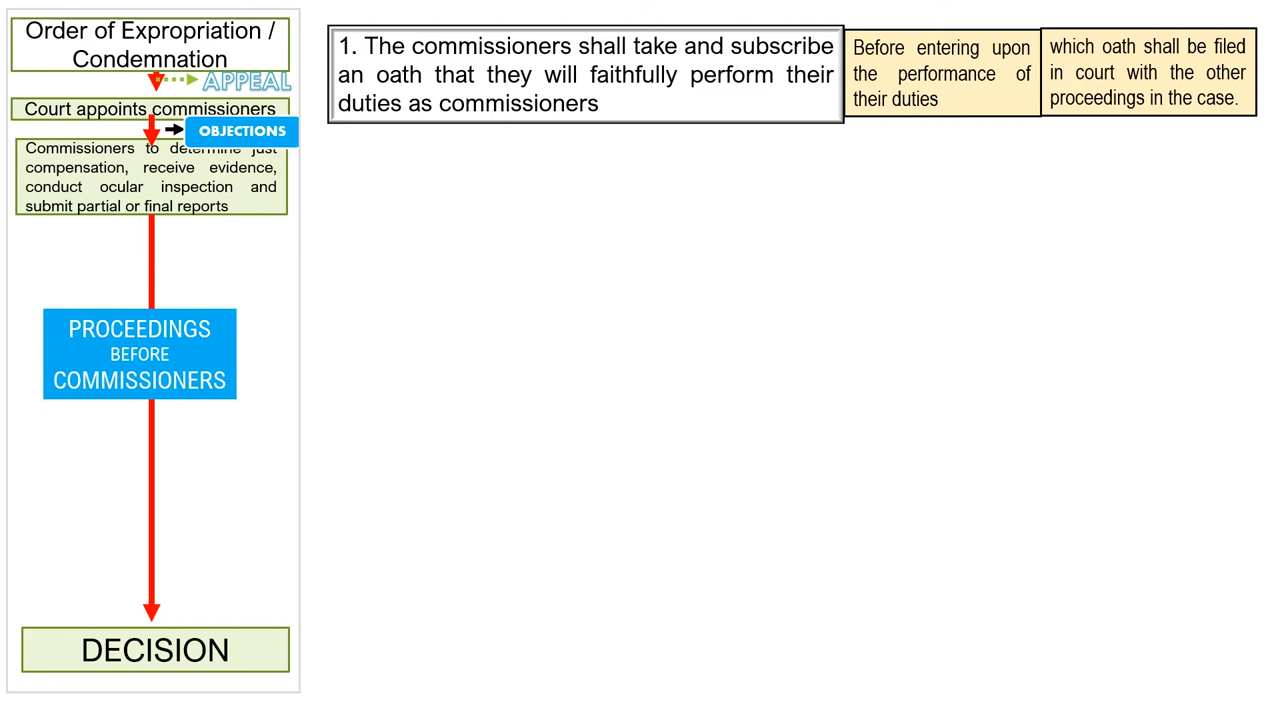 Order of Expropriation /
Condemnation
APPEAL
Court appoints commissioners
OBJECTIONS
Commissioners to determine just
compensation, receive evidence,
conduct ocular inspection and
submit partial or final reports
PROCEEDINGS
BEFORE
COMMISSIONERS
DECISION
1. The commissioners shall take and subscribe
an oath that they will faithfully perform their
duties as commissioners
Before entering upon
the performance of
their duties
which oath shall be filed
in court with the other
proceedings in the case.